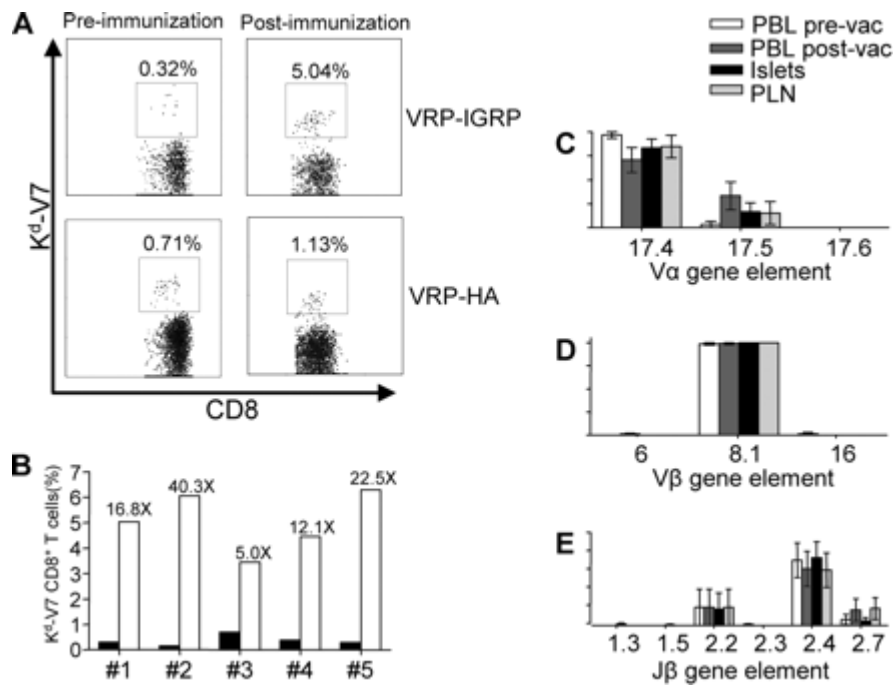 A
Pre-immunization
Post-immunization
0.32%
5.04%
VRP-IGRP
0.71%
1.13%
VRP-HA
Kᵈ-V7
CD8
B
Kᵈ-V7 CD8⁺ T cells(%)
7
6
5
4
3
2
1
0
16.8X
40.3X
5.0X
12.1X
22.5X
#1 #2 #3 #4 #5
PBL pre-vac
PBL post-vac
Islets
PLN
C
17.4 17.5 17.6
Vα gene element
D
6 8.1 16
Vβ gene element
E
1.3 1.5 2.2 2.3 2.4 2.7
Jβ gene element